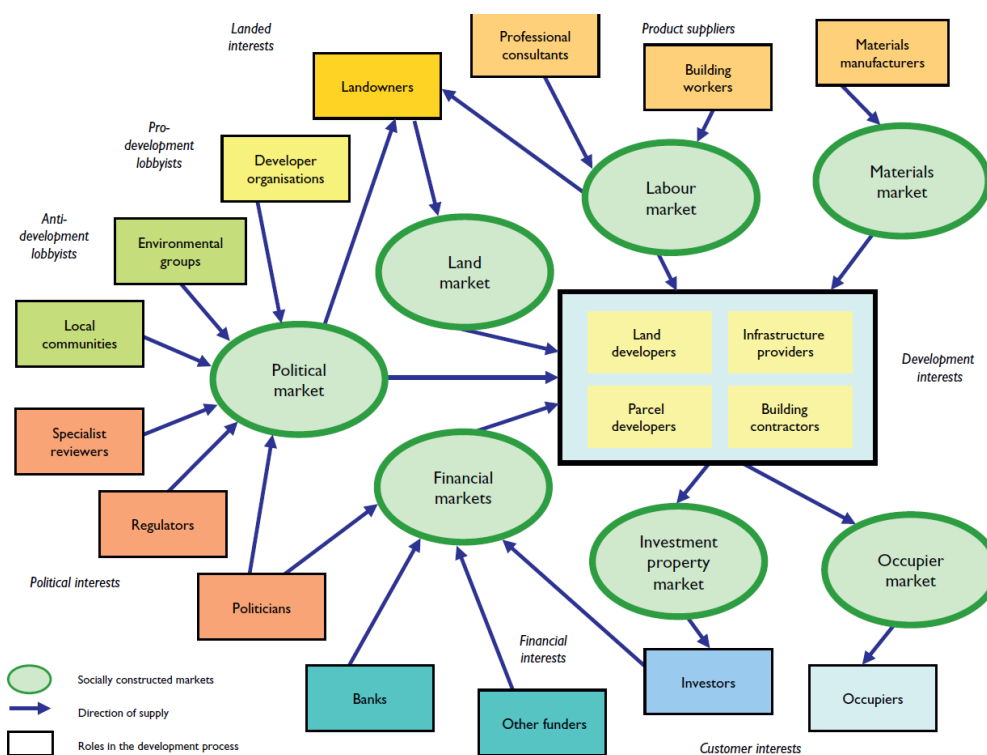 Landed
interests
Professional
consultants
Product suppliers
Materials
manufacturers
Landowners
Building
workers
Pro-
development
lobbyists
Developer
organisations
Labour
market
Materials
market
Anti-
development
lobbyists
Environmental
groups
Land
market
Local
communities
Political
market
Land
developers
Infrastructure
providers
Development
interests
Parcel
developers
Building
contractors
Specialist
reviewers
Financial
markets
Regulators
Investment
property
market
Occupier
market
Political interests
Politicians
Financial
interests
Socially constructed markets
Banks
Other funders
Investors
Occupiers
Direction of supply
Roles in the development process
Customer interests